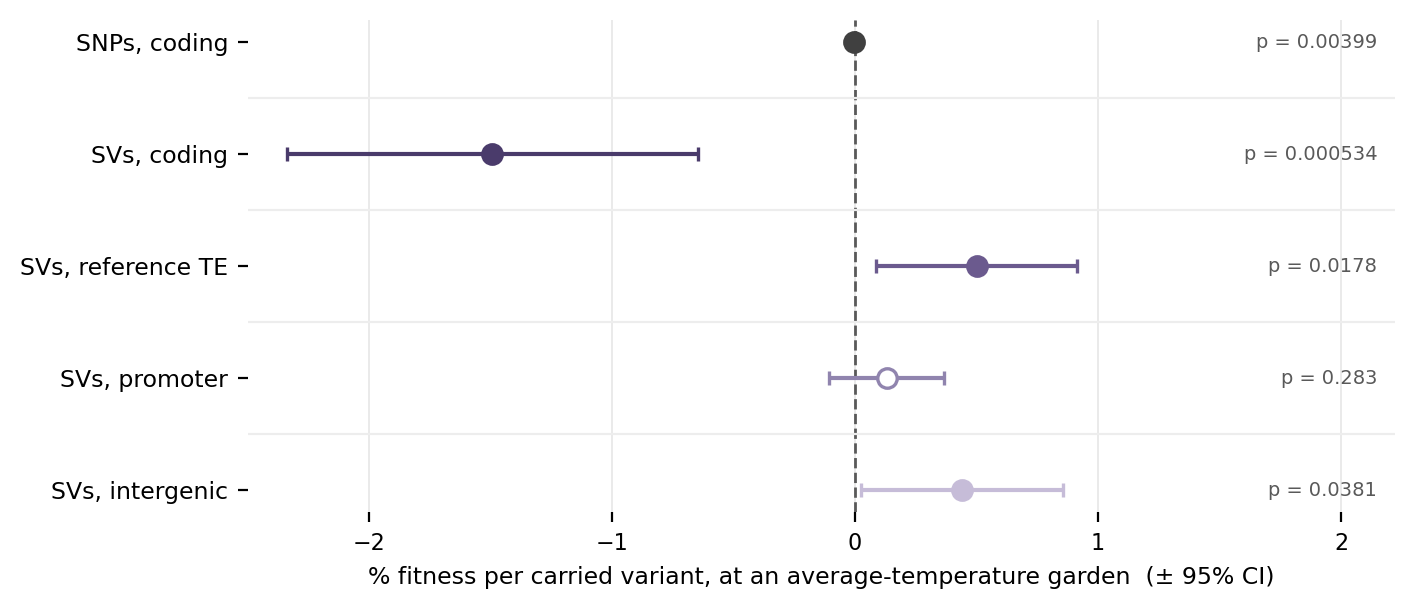 SNPs, coding
p = 0.00399
SVs, coding
p = 0.000534
SVs, reference TE
p = 0.0178
SVs, promoter
p = 0.283
SVs, intergenic
p = 0.0381
−2 −1 0 1 2
% fitness per carried variant, at an average-temperature garden (± 95% CI)